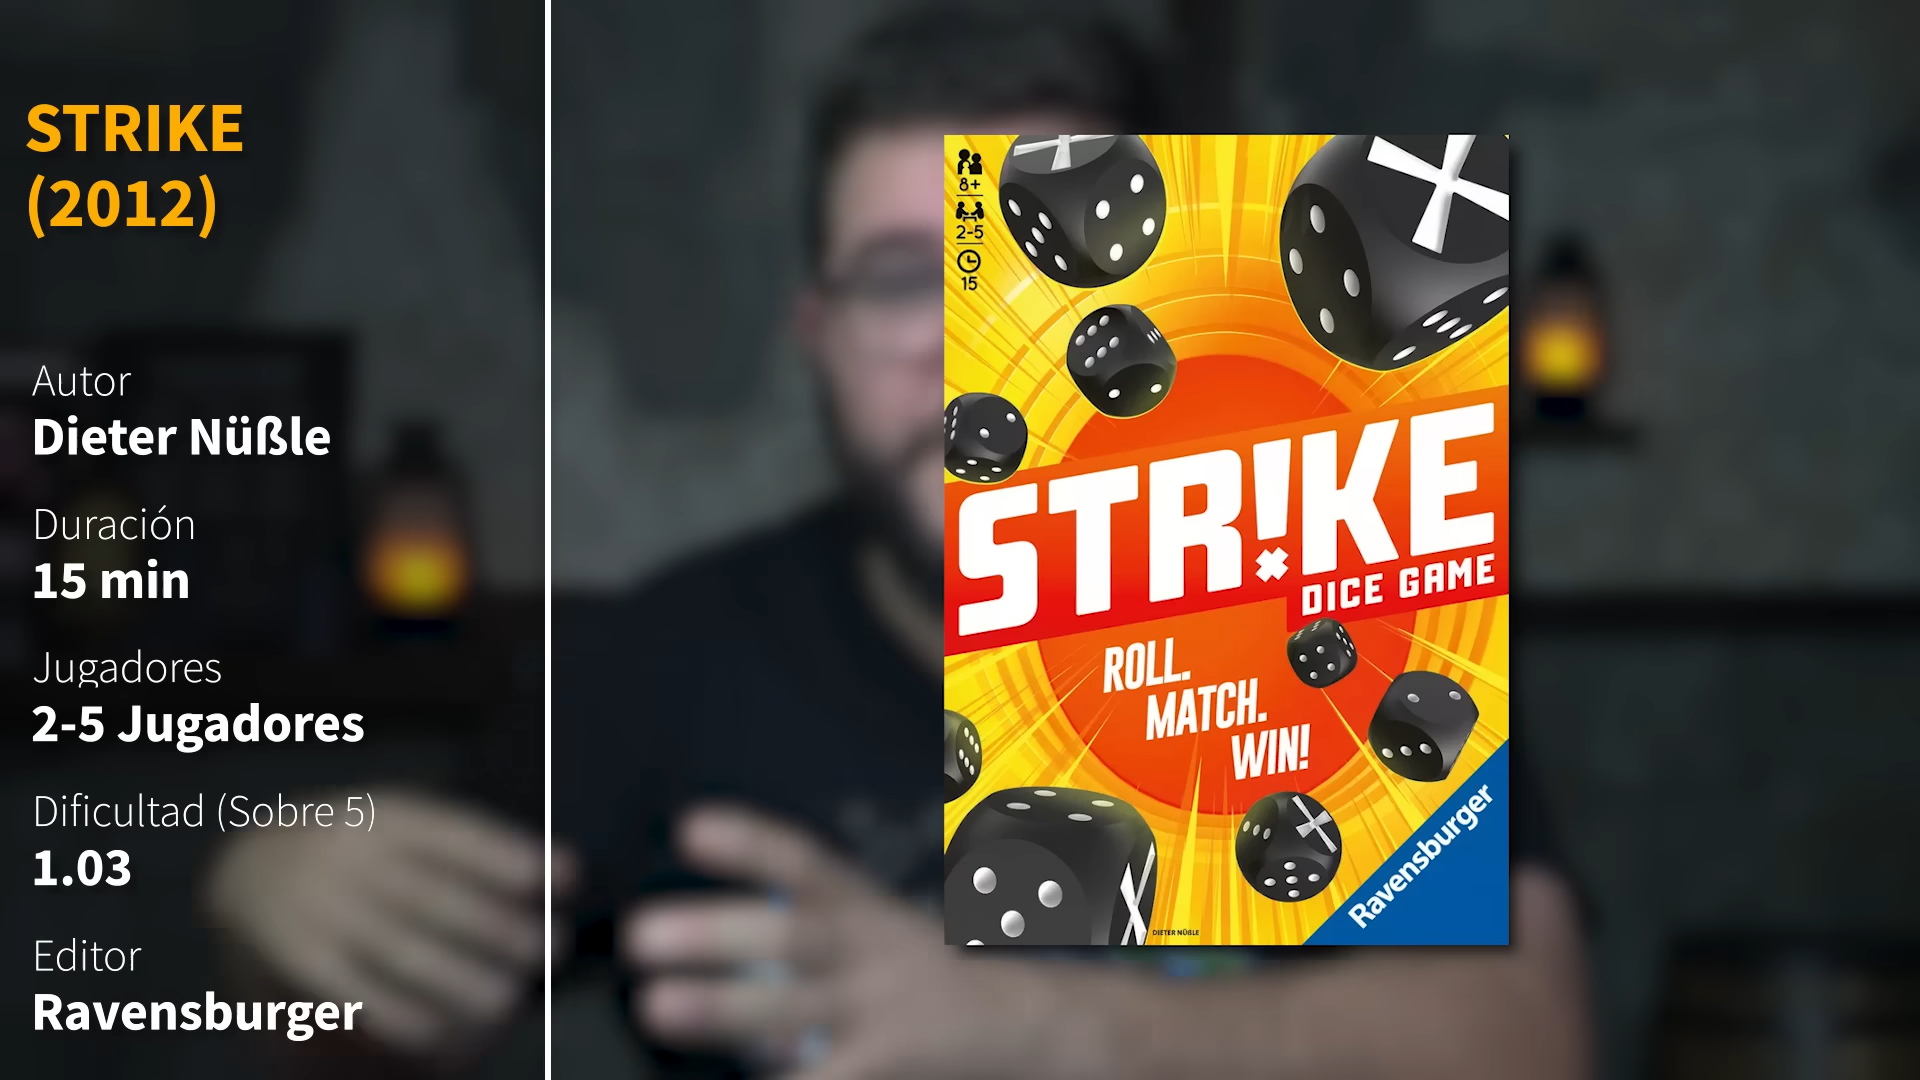 STRIKE
(2012)
Autor
Dieter Nüßle
Duración
15 min
Jugadores
2-5 Jugadores
Dificultad (Sobre 5)
1.03
Editor
Ravensburger
8+
2-5
15
STR!KE
DICE GAME
ROLL.
MATCH.
WIN!
Ravensburger
DIETER NÜßLE